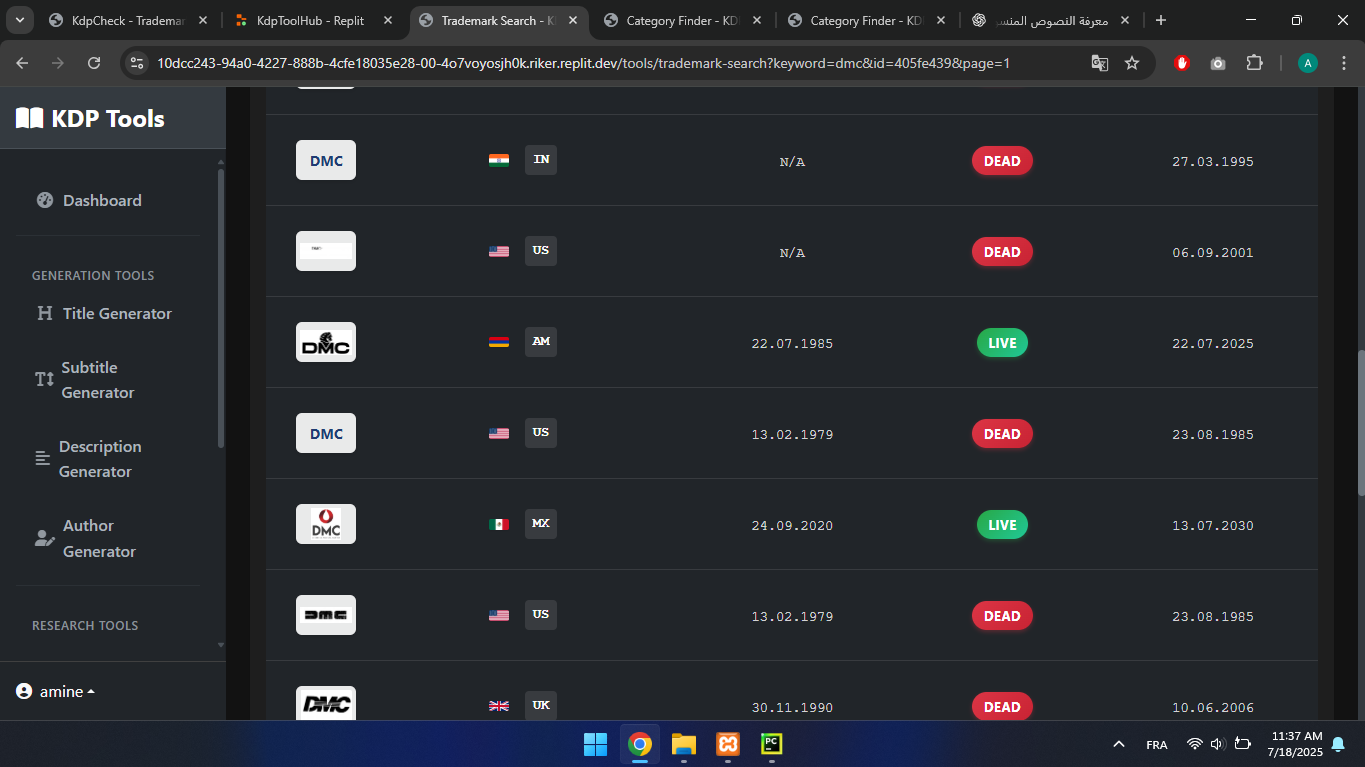 KdpCheck - Trademar
KdpToolHub - Replit
Trademark Search - K
Category Finder - KD
Category Finder - KD
معرفة النصوص المنس
10dcc243-94a0-4227-888b-4cfe18035e28-00-4o7voyosjh0k.riker.replit.dev/tools/trademark-search?keyword=dmc&id=405fe439&page=1
A
KDP Tools
Dashboard
GENERATION TOOLS
Title Generator
Subtitle
Generator
Description
Generator
Author
Generator
RESEARCH TOOLS
amine
DMC IN N/A DEAD 27.03.1995
US N/A DEAD 06.09.2001
DMC AM 22.07.1985 LIVE 22.07.2025
DMC US 13.02.1979 DEAD 23.08.1985
DMC MX 24.09.2020 LIVE 13.07.2030
DMC US 13.02.1979 DEAD 23.08.1985
DMC UK 30.11.1990 DEAD 10.06.2006
PC
FRA
11:37 AM
7/18/2025